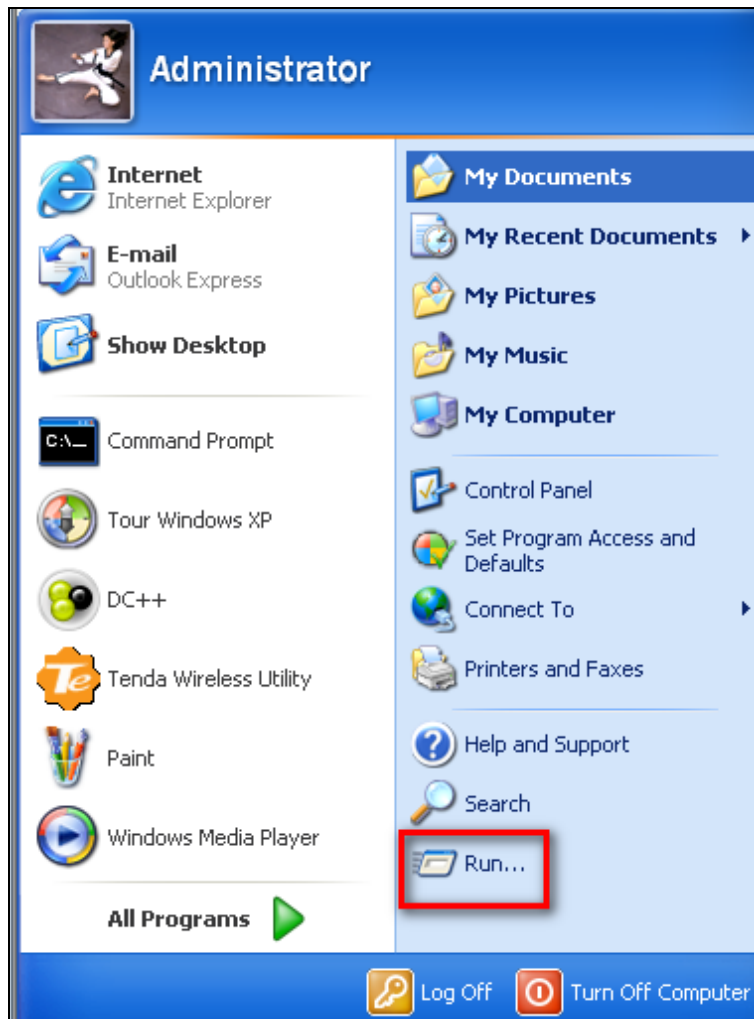 Administrator
Internet
Internet Explorer
E-mail
Outlook Express
Show Desktop
C:\_
Command Prompt
Tour Windows XP
DC++
Te
Tenda Wireless Utility
Paint
Windows Media Player
All Programs
My Documents
My Recent Documents
My Pictures
My Music
My Computer
Control Panel
Set Program Access and
Defaults
Connect To
Printers and Faxes
Help and Support
Search
Run...
Log Off
Turn Off Computer